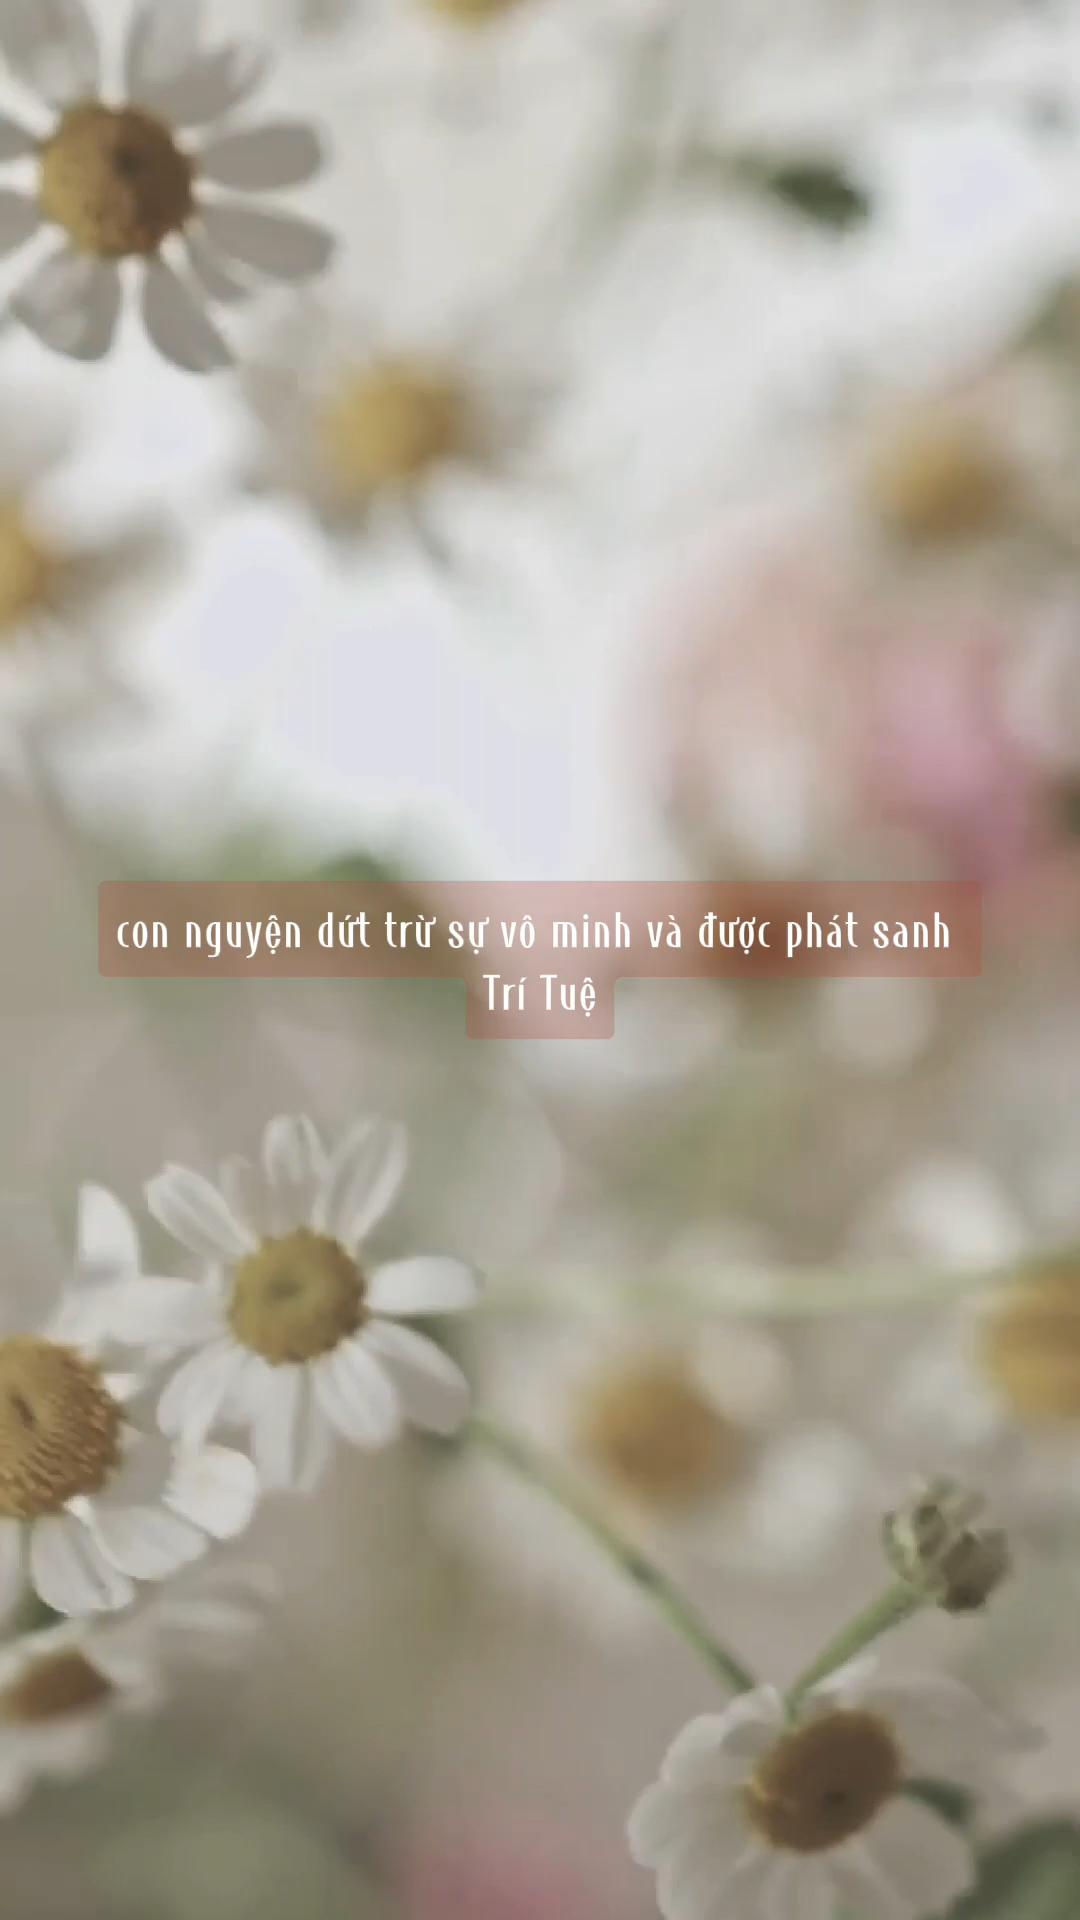 con nguyện dứt trừ sự vô minh và được phát sanh
Trí Tuệ